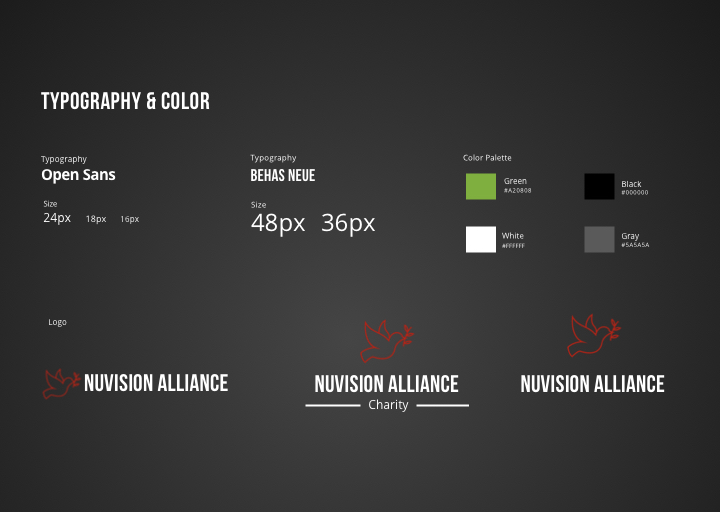 TYPOGRAPHY & COLOR
Typography
Open Sans
Size
24px 18px 16px
Typography
BEHAS NEUE
Size
48px 36px
Color Palette
Green
#A20808
Black
#000000
White
#FFFFFF
Gray
#5A5A5A
Logo
NUVISION ALLIANCE
NUVISION ALLIANCE
Charity
NUVISION ALLIANCE